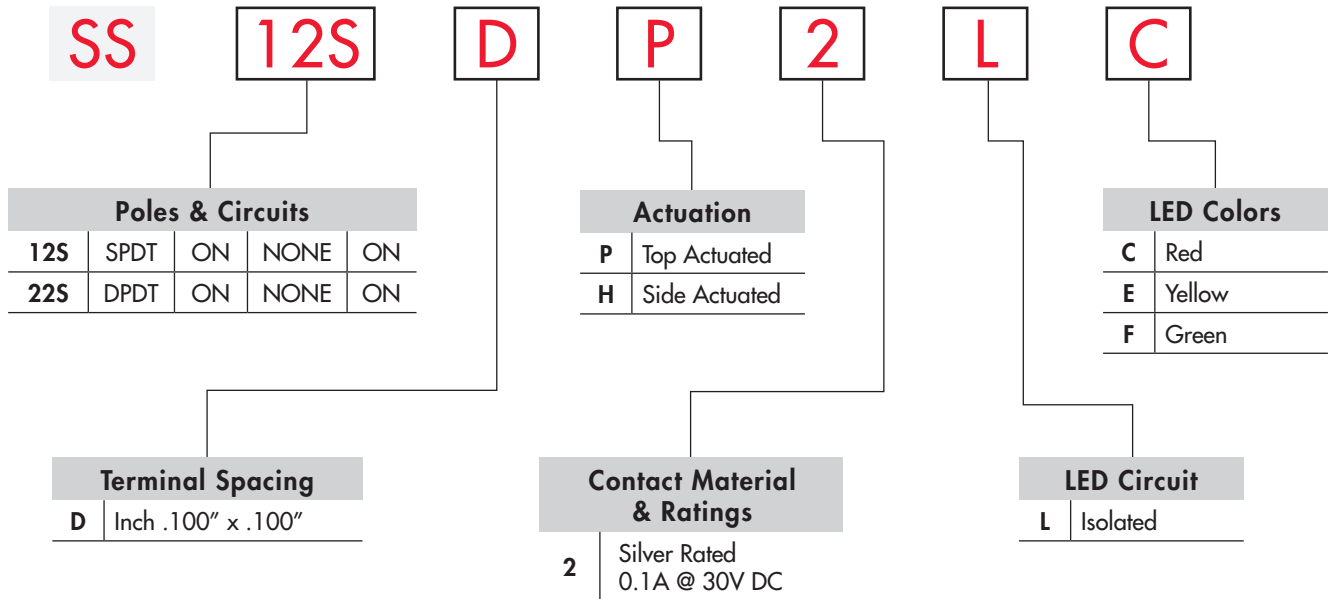 SS 12S D P 2 L C
Poles & Circuits
12S SPDT ON NONE ON
22S DPDT ON NONE ON
Actuation
P Top Actuated
H Side Actuated
LED Colors
C Red
E Yellow
F Green
Terminal Spacing
D Inch .100” x .100”
Contact Material
& Ratings
2 Silver Rated
0.1A @ 30V DC
LED Circuit
L Isolated